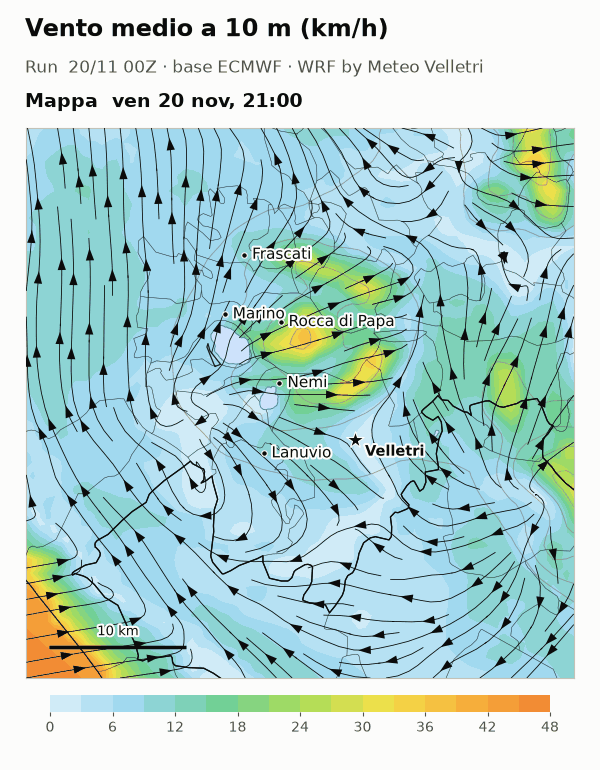 Vento medio a 10 m (km/h)
Run  20/11 00Z · base ECMWF · WRF by Meteo Velletri
Mappa  ven 20 nov, 21:00
Frascati
Marino
Rocca di Papa
Nemi
Velletri
Lanuvio
10 km
0 6 12 18 24 30 36 42 48